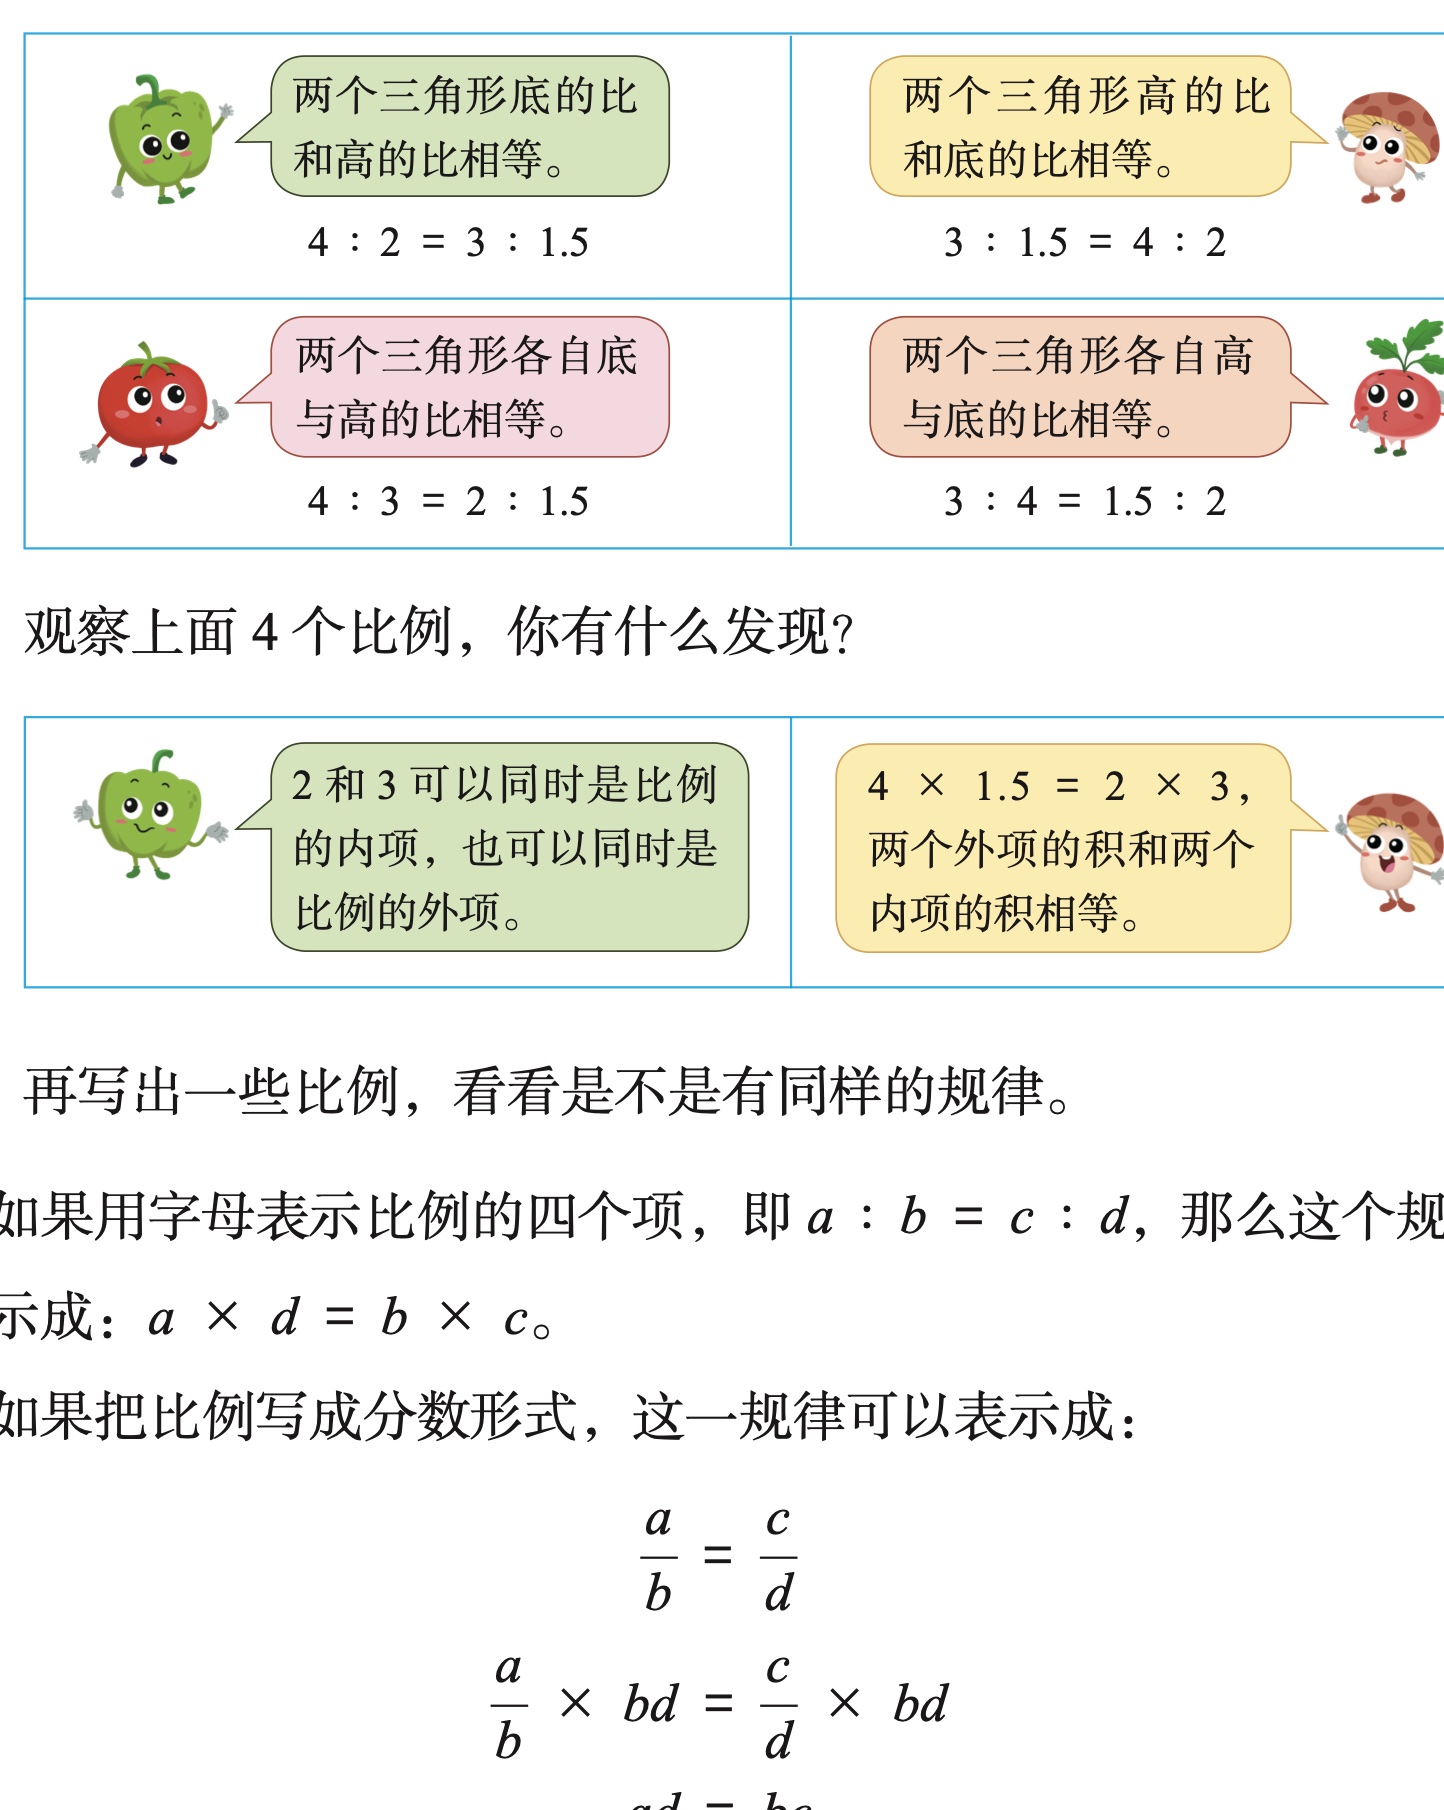 两个三角形底的比
和高的比相等。
4 : 2 = 3 : 1.5
两个三角形高的比
和底的比相等。
3 : 1.5 = 4 : 2
两个三角形各自底
与高的比相等。
4 : 3 = 2 : 1.5
两个三角形各自高
与底的比相等。
3 : 4 = 1.5 : 2
观察上面 4 个比例，你有什么发现？
2 和 3 可以同时是比例
的内项，也可以同时是
比例的外项。
4 × 1.5 = 2 × 3，
两个外项的积和两个
内项的积相等。
再写出一些比例，看看是不是有同样的规律。
如果用字母表示比例的四个项，即 a : b = c : d，那么这个规
示成：a × d = b × c。
如果把比例写成分数形式，这一规律可以表示成：
a/b = c/d
a/b × bd = c/d × bd
ad = bc